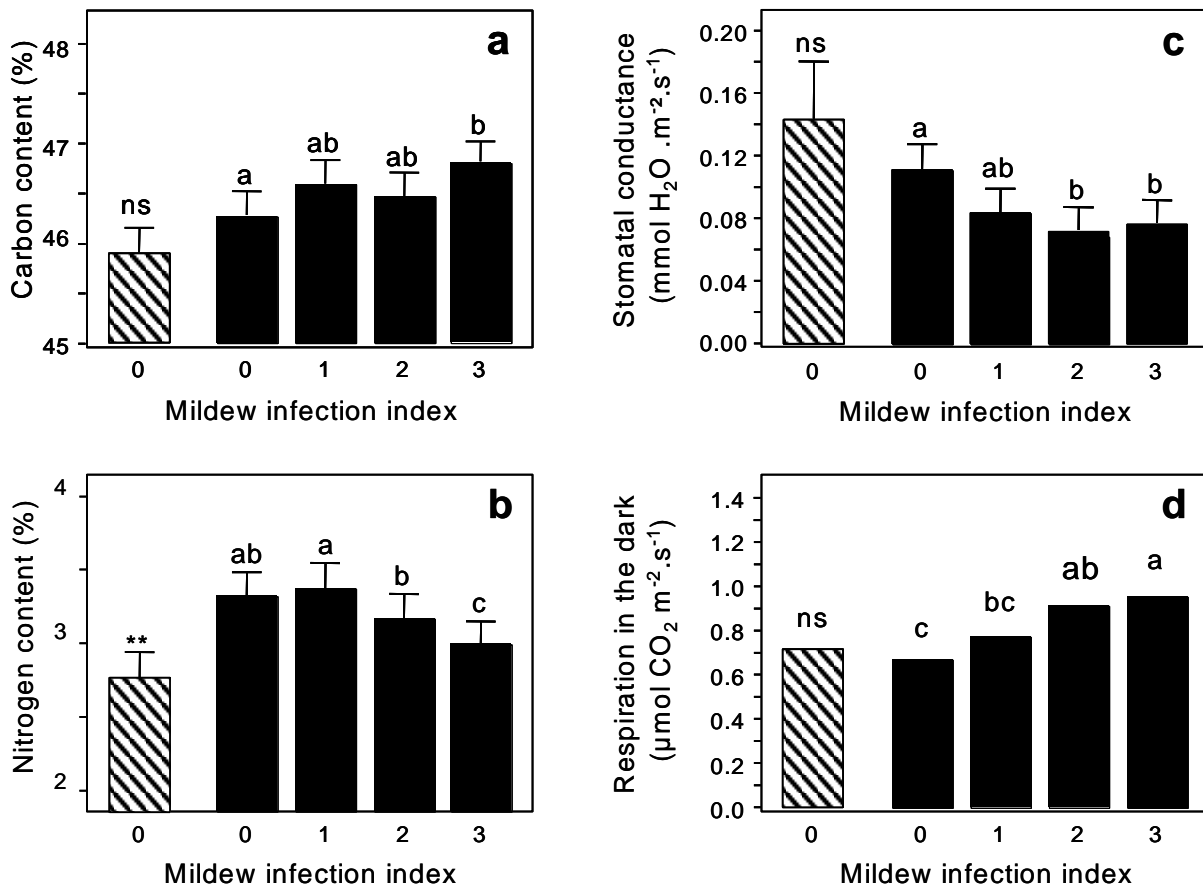 a
Carbon content (%)
48
47
46
45
ns
a
ab
ab
b
0 0 1 2 3
Mildew infection index
c
Stomatal conductance
(mmol H₂O .m⁻².s⁻¹)
0.20
0.16
0.12
0.08
0.04
0.00
ns
a
ab
b
b
0 0 1 2 3
Mildew infection index
b
Nitrogen content (%)
4
3
2
**
ab
a
b
c
0 0 1 2 3
Mildew infection index
d
Respiration in the dark
(µmol CO₂ m⁻².s⁻¹)
1.4
1.2
1.0
0.8
0.6
0.4
0.2
0.0
ns
c
bc
ab
a
0 0 1 2 3
Mildew infection index